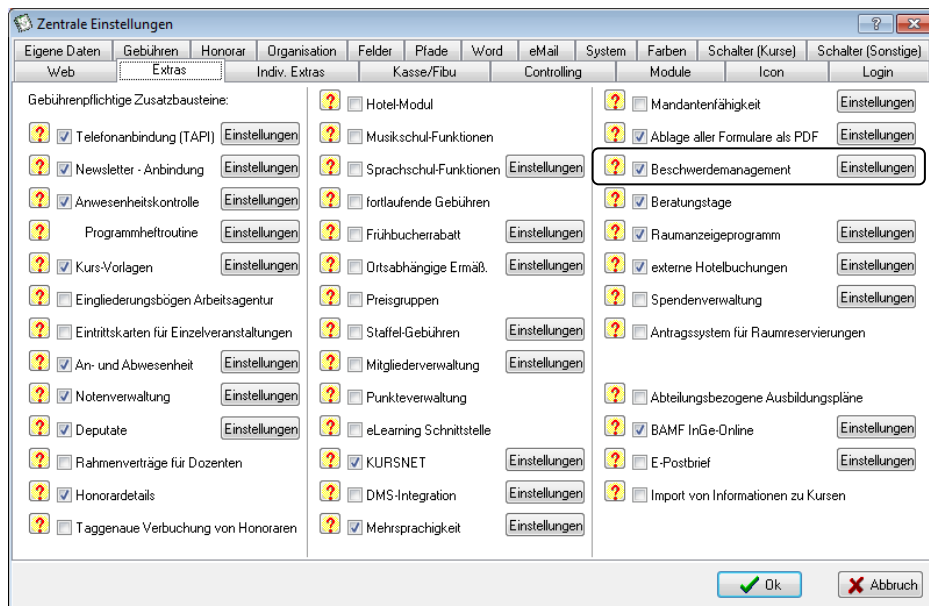 Zentrale Einstellungen
Eigene Daten Gebühren Honorar Organisation Felder Pfade Word eMail System Farben Schalter (Kurse) Schalter (Sonstige)
Web Extras Indiv. Extras Kasse/Fibu Controlling Module Icon Login
Gebührenpflichtige Zusatzbausteine:
? Telefonanbindung (TAPI) Einstellungen
? Newsletter - Anbindung Einstellungen
? Anwesenheitskontrolle Einstellungen
? Programmheftroutine Einstellungen
? Kurs-Vorlagen Einstellungen
? Eingliederungsbögen Arbeitsagentur
? Eintrittskarten für Einzelveranstaltungen
? An- und Abwesenheit Einstellungen
? Notenverwaltung Einstellungen
? Deputate Einstellungen
? Rahmenverträge für Dozenten
? Honorardetails
? Taggenaue Verbuchung von Honoraren
? Hotel-Modul
? Musikschul-Funktionen
? Sprachschul-Funktionen Einstellungen
? fortlaufende Gebühren
? Frühbucherrabatt Einstellungen
? Ortsabhängige Ermäß. Einstellungen
? Preisgruppen
? Staffel-Gebühren Einstellungen
? Mitgliederverwaltung Einstellungen
? Punkteverwaltung
? eLearning Schnittstelle
? KURSNET Einstellungen
? DMS-Integration Einstellungen
? Mehrsprachigkeit Einstellungen
? Mandantenfähigkeit Einstellungen
? Ablage aller Formulare als PDF Einstellungen
? Beschwerdemanagement Einstellungen
? Beratungstage
? Raumanzeigeprogramm Einstellungen
? externe Hotelbuchungen Einstellungen
? Spendenverwaltung Einstellungen
? Antragssystem für Raumreservierungen
? Abteilungsbezogene Ausbildungspläne
? BAMF InGe-Online Einstellungen
? E-Postbrief Einstellungen
? Import von Informationen zu Kursen
Ok Abbruch